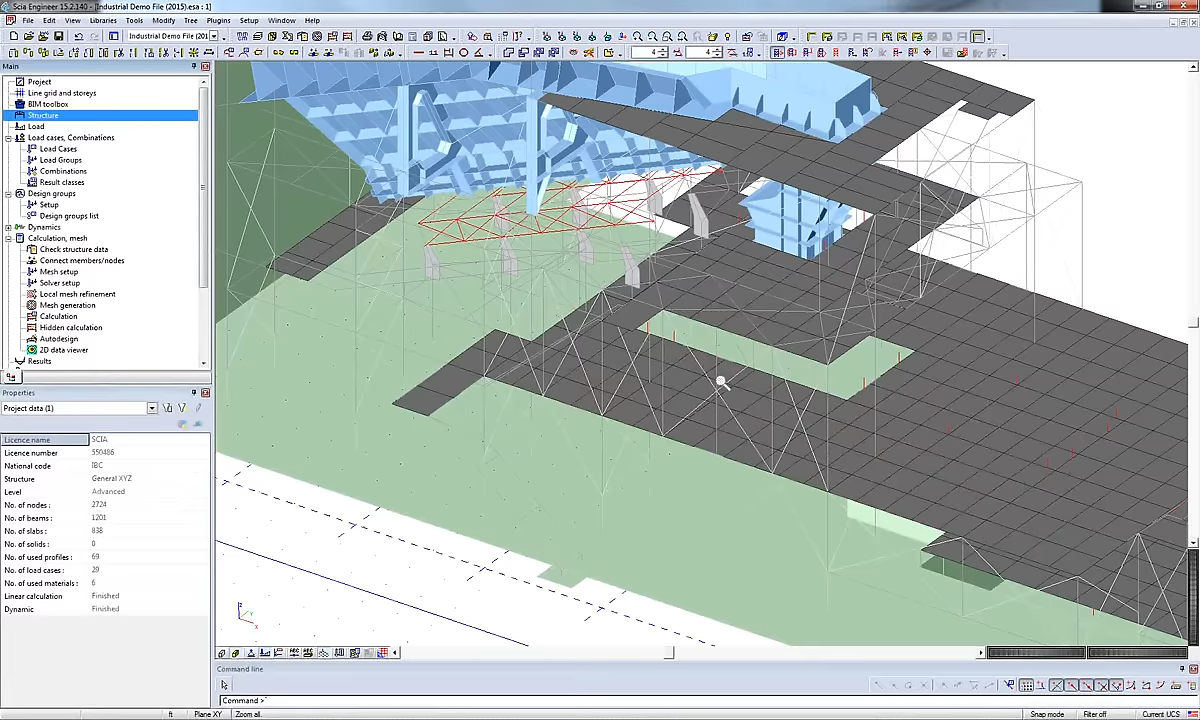 Scia Engineer 15.2.140 - [Industrial Demo File (2015).esa : 1]
File Edit View Libraries Tools Modify Tree Plugins Setup Window Help
Industrial Demo File (201
4 4
Main
Project
Line grid and storeys
BIM toolbox
Structure
Load
Load cases, Combinations
Load Cases
Load Groups
Combinations
Result classes
Design groups
Setup
Design groups list
Dynamics
Calculation, mesh
Check structure data
Connect members/nodes
Mesh setup
Solver setup
Local mesh refinement
Mesh generation
Calculation
Hidden calculation
Autodesign
2D data viewer
Results
Properties
Project data (1)
Licence name SCIA
Licence number 550486
National code IBC
Structure General XYZ
Level Advanced
No. of nodes : 2724
No. of beams : 1201
No. of slabs : 838
No. of solids : 0
No. of used profiles : 69
No. of load cases : 29
No. of used materials : 6
Linear calculation Finished
Dynamic Finished
Command line
Command >
ft Plane XY Zoom all. Snap mode Filter off Current UCS